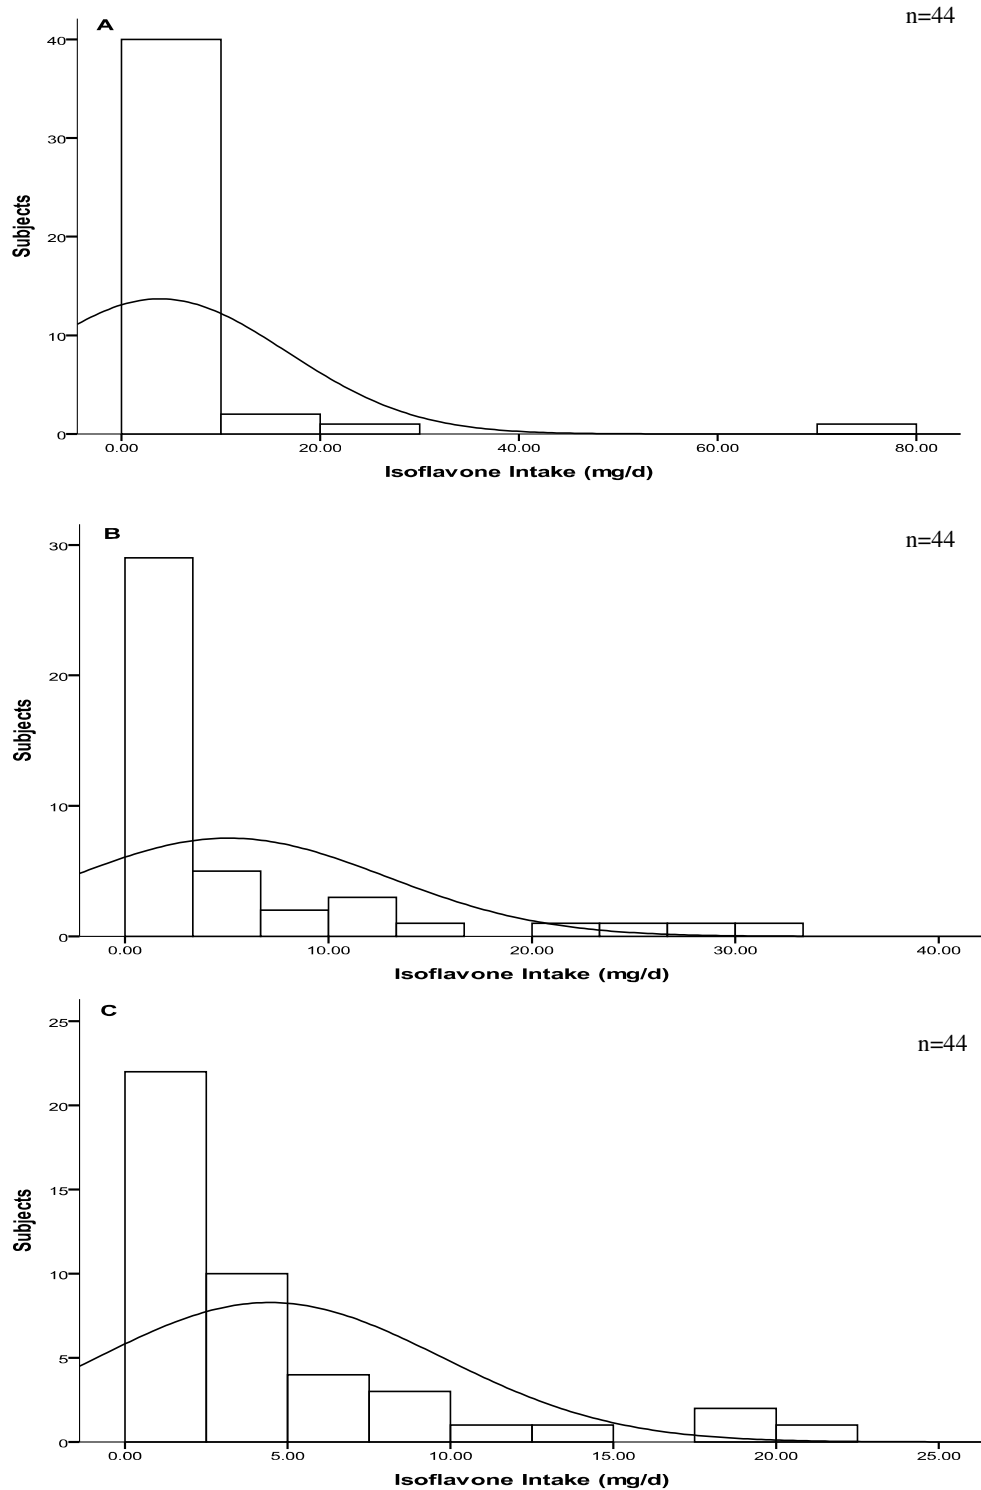 A
n=44
40
30
20
10
0
Subjects
0.00 20.00 40.00 60.00 80.00
Isoflavone Intake (mg/d)
B
n=44
30
20
10
0
Subjects
0.00 10.00 20.00 30.00 40.00
Isoflavone Intake (mg/d)
C
n=44
25
20
15
10
5
0
Subjects
0.00 5.00 10.00 15.00 20.00 25.00
Isoflavone Intake (mg/d)